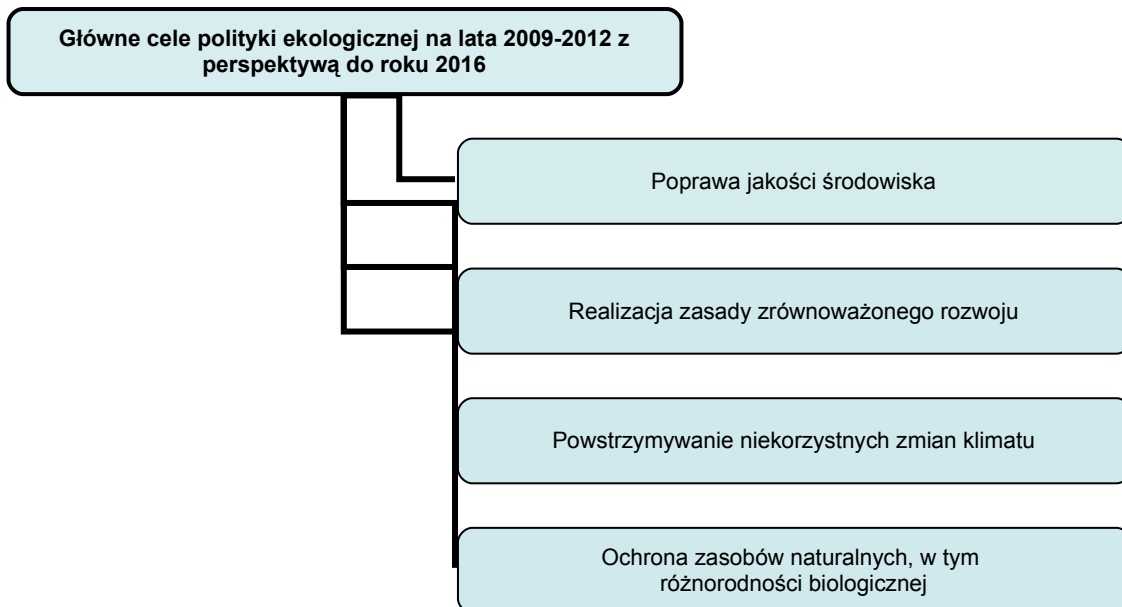 Główne cele polityki ekologicznej na lata 2009-2012 z
perspektywą do roku 2016
Poprawa jakości środowiska
Realizacja zasady zrównoważonego rozwoju
Powstrzymywanie niekorzystnych zmian klimatu
Ochrona zasobów naturalnych, w tym
różnorodności biologicznej